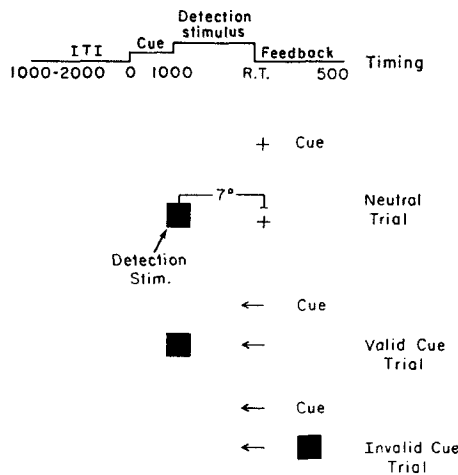 Detection
stimulus
ITI Cue Feedback
1000-2000 0 1000 R.T. 500 Timing
+ Cue
7°
Neutral
Trial
+
Detection
Stim.
← Cue
← Valid Cue
Trial
← Cue
← Invalid Cue
Trial